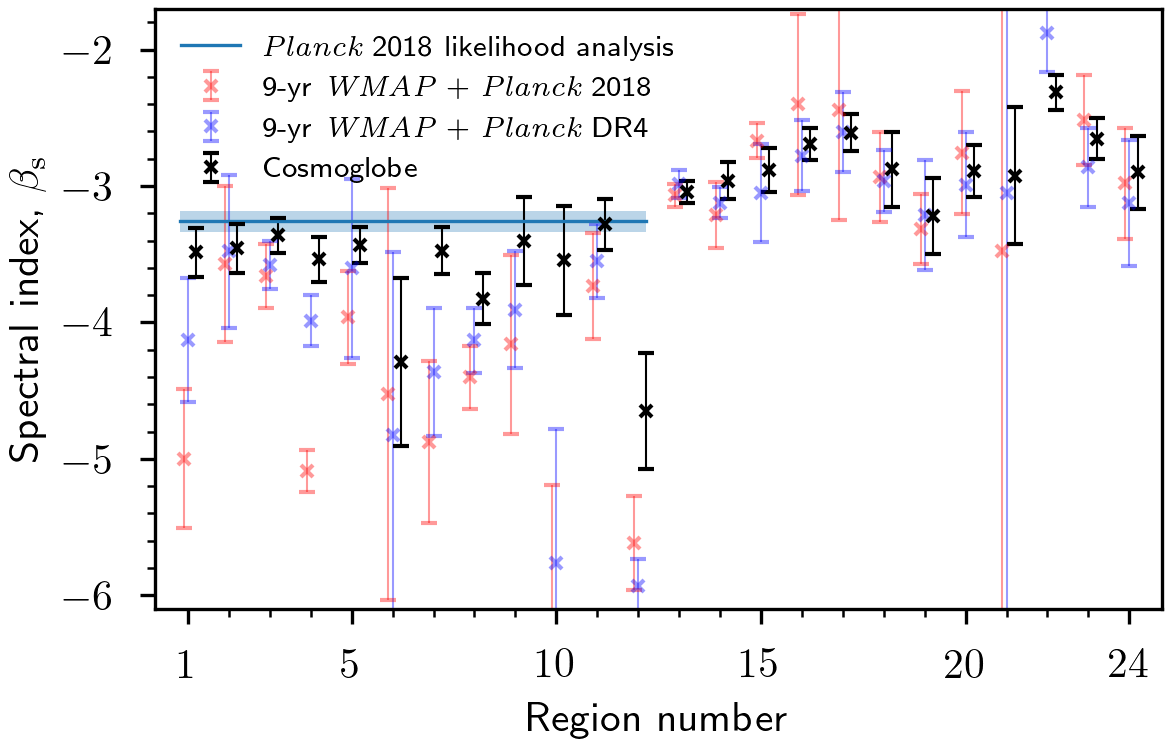 Planck 2018 likelihood analysis
9-yr WMAP + Planck 2018
9-yr WMAP + Planck DR4
Cosmoglobe
Spectral index, βs
−2
−3
−4
−5
−6
1 5 10 15 20 24
Region number